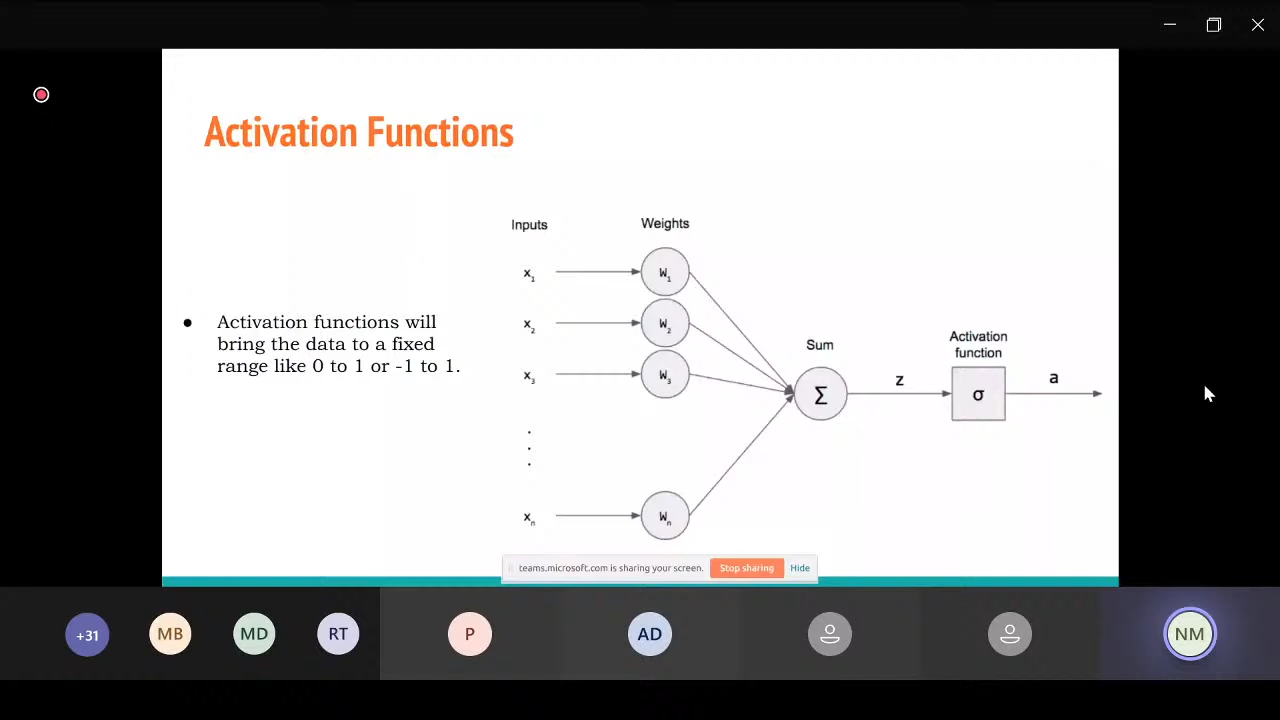 Activation Functions
Inputs
Weights
x1
W1
x2
W2
x3
W3
.
.
.
xn
Wn
● Activation functions will
bring the data to a fixed
range like 0 to 1 or -1 to 1.
Sum
Σ
z
Activation
function
σ
a
teams.microsoft.com is sharing your screen.
Stop sharing
Hide
+31
MB
MD
RT
P
AD
NM